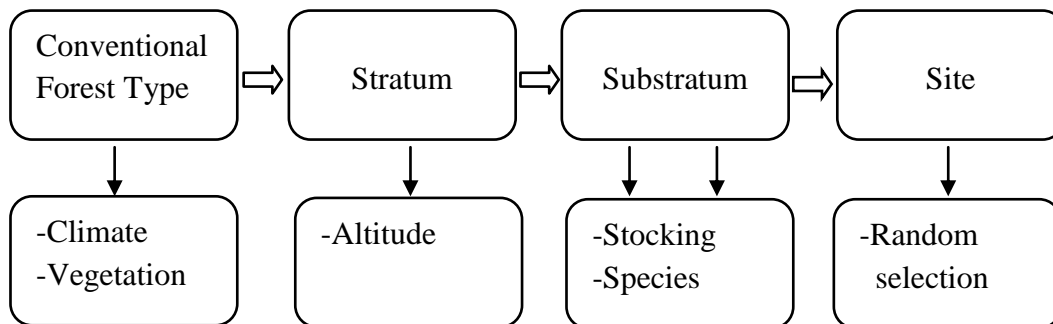 Conventional
Forest Type
Stratum
Substratum
Site
-Climate
-Vegetation
-Altitude
-Stocking
-Species
-Random
selection